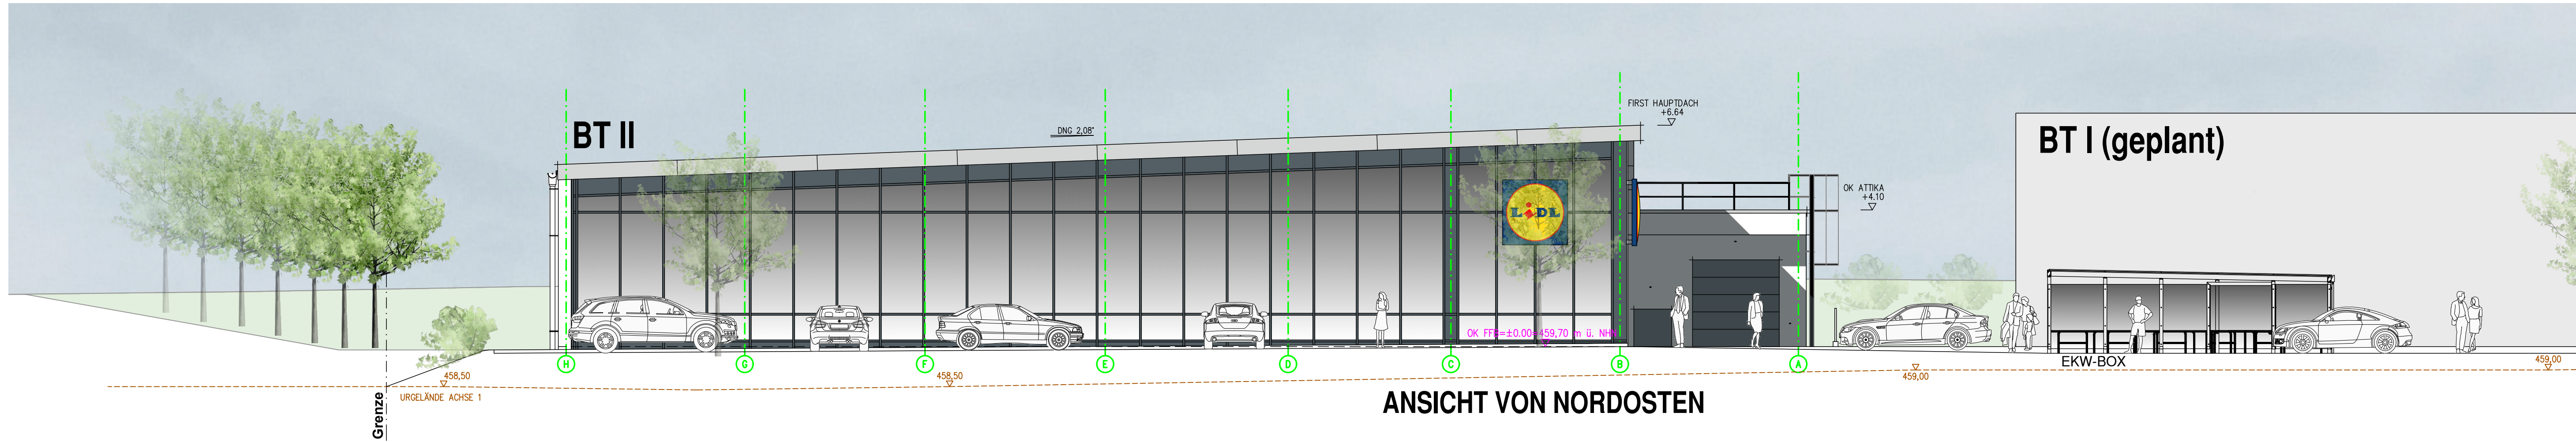 BT II
DNG 2,08°
FIRST HAUPTDACH
+6.64
BT I (geplant)
OK ATTIKA
+4.10
LiDL
OK FFB=±0.00=459,70 m ü. NHN
H
G
F
E
D
C
B
A
EKW-BOX
458,50
458,50
459,00
459,00
URGELÄNDE ACHSE 1
Grenze
ANSICHT VON NORDOSTEN